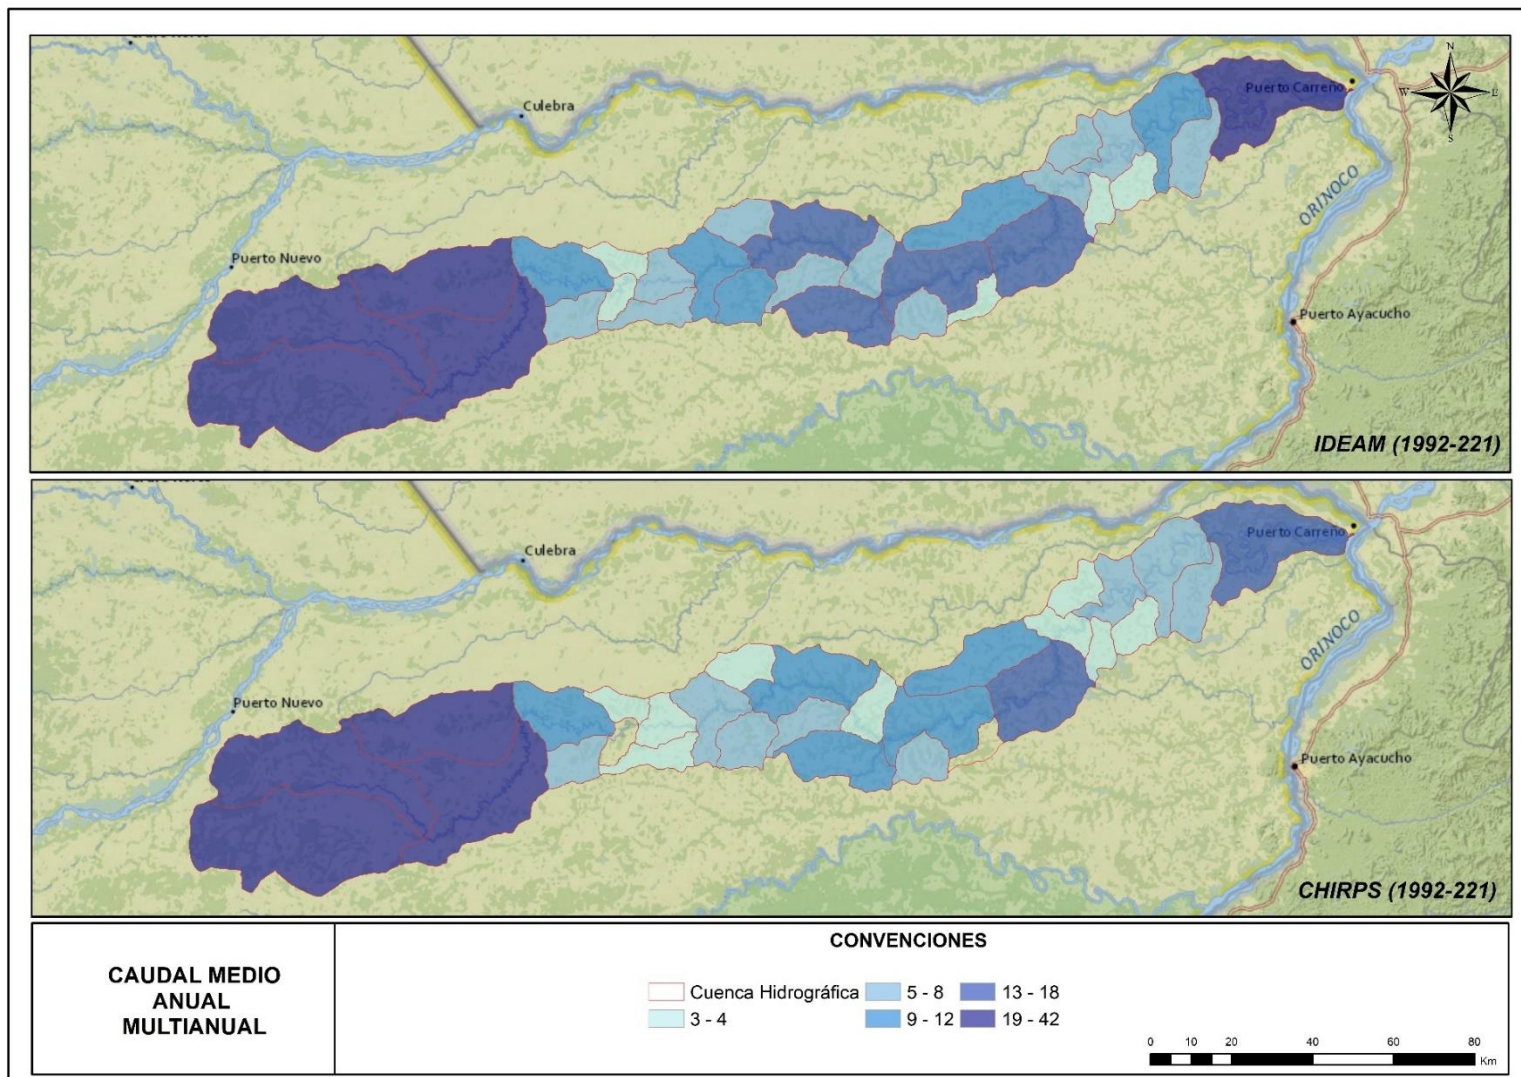 Culebra
Puerto Carreño
N
W
E
S
Puerto Nuevo
ORINOCO
Puerto Ayacucho
IDEAM (1992-221)
Culebra
Puerto Carreño
Puerto Nuevo
ORINOCO
Puerto Ayacucho
CHIRPS (1992-221)
CAUDAL MEDIO
ANUAL
MULTIANUAL
CONVENCIONES
Cuenca Hidrográfica
5 - 8
13 - 18
3 - 4
9 - 12
19 - 42
0 10 20 40 60 80
Km